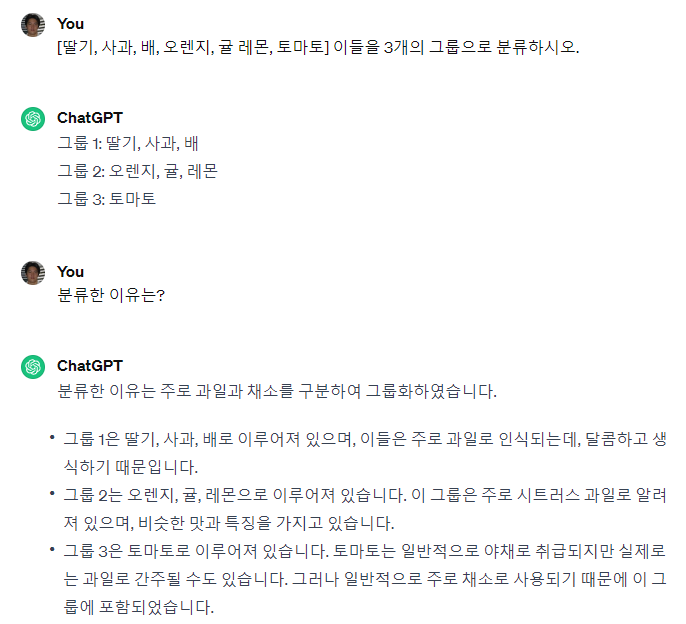 You
[딸기, 사과, 배, 오렌지, 귤 레몬, 토마토] 이들을 3개의 그룹으로 분류하시오.
ChatGPT
그룹 1: 딸기, 사과, 배
그룹 2: 오렌지, 귤, 레몬
그룹 3: 토마토
You
분류한 이유는?
ChatGPT
분류한 이유는 주로 과일과 채소를 구분하여 그룹화하였습니다.
• 그룹 1은 딸기, 사과, 배로 이루어져 있으며, 이들은 주로 과일로 인식되는데, 달콤하고 생
식하기 때문입니다.
• 그룹 2는 오렌지, 귤, 레몬으로 이루어져 있습니다. 이 그룹은 주로 시트러스 과일로 알려
져 있으며, 비슷한 맛과 특징을 가지고 있습니다.
• 그룹 3은 토마토로 이루어져 있습니다. 토마토는 일반적으로 야채로 취급되지만 실제로
는 과일로 간주될 수도 있습니다. 그러나 일반적으로 주로 채소로 사용되기 때문에 이 그
룹에 포함되었습니다.